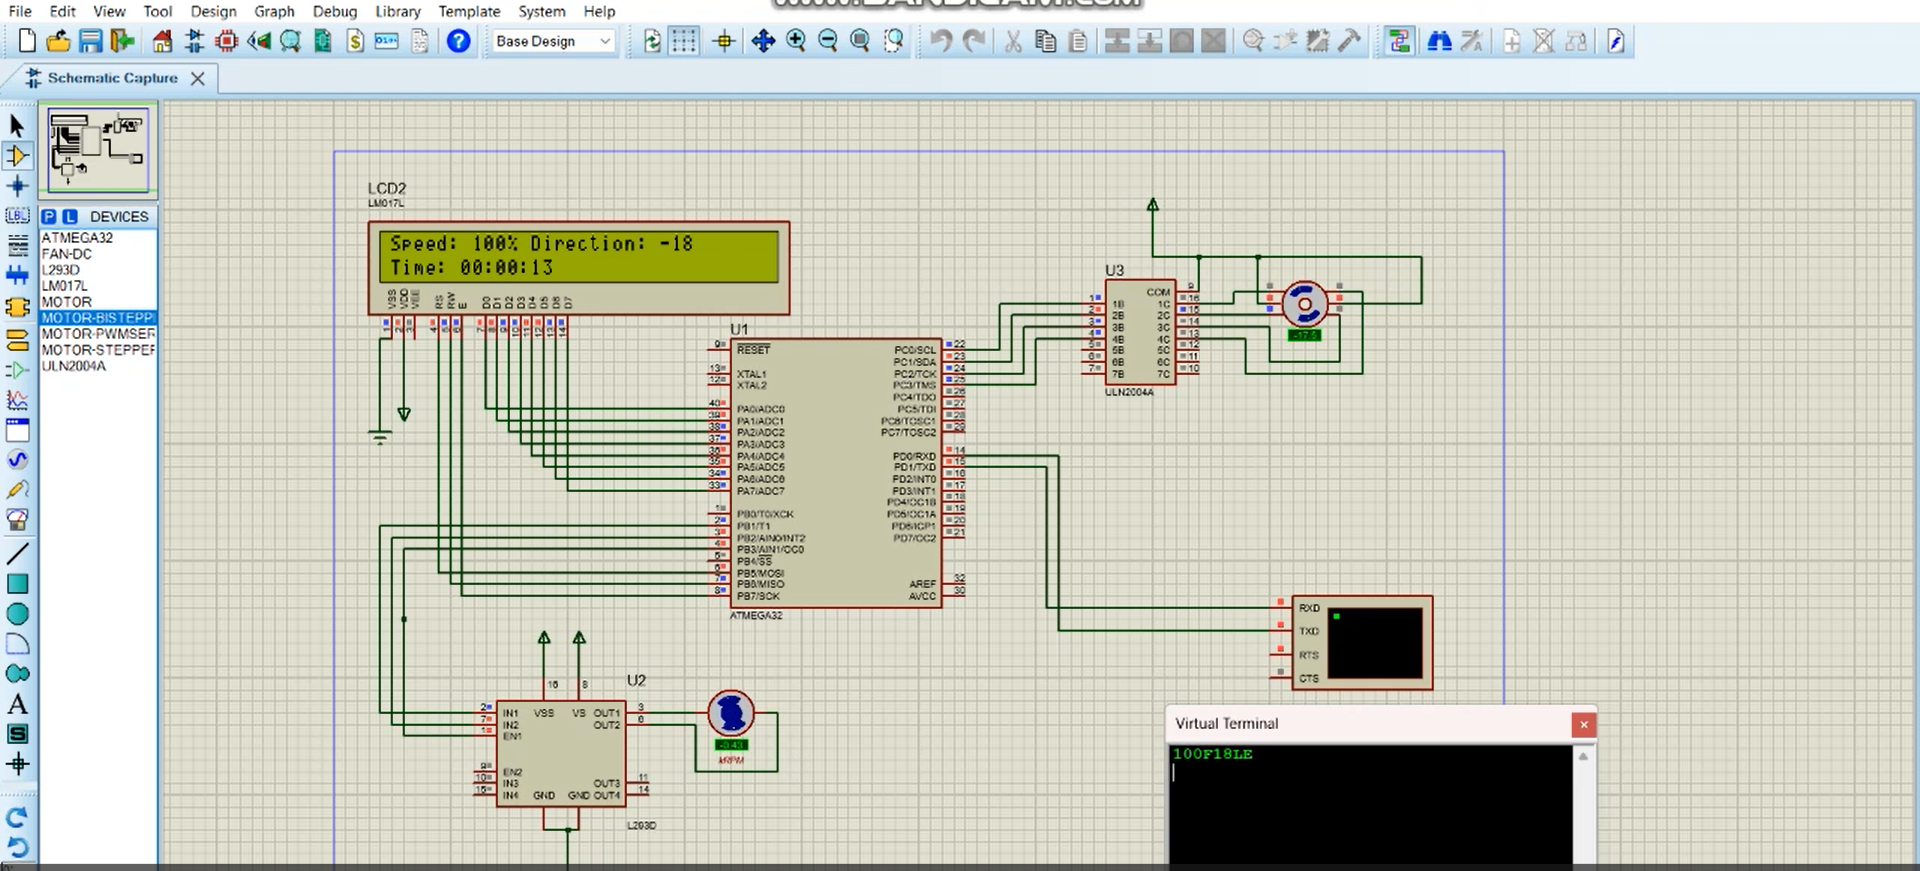 www.BANDICAM.com
File Edit View Tool Design Graph Debug Library Template System Help
Base Design
Schematic Capture
P L DEVICES
ATMEGA32
FAN-DC
L293D
LM017L
MOTOR
MOTOR-BISTEPP
MOTOR-PWMSER
MOTOR-STEPPER
ULN2004A
LCD2
LM017L
Speed: 100% Direction: -18
Time: 00:00:13
VSS VDD VEE RS RW E D0 D1 D2 D3 D4 D5 D6 D7
U1
RESET
XTAL1
XTAL2
PA0/ADC0
PA1/ADC1
PA2/ADC2
PA3/ADC3
PA4/ADC4
PA5/ADC5
PA6/ADC6
PA7/ADC7
PB0/T0/XCK
PB1/T1
PB2/AIN0/INT2
PB3/AIN1/OC0
PB4/SS
PB5/MOSI
PB6/MISO
PB7/SCK
PC0/SCL
PC1/SDA
PC2/TCK
PC3/TMS
PC4/TDO
PC5/TDI
PC6/TOSC1
PC7/TOSC2
PD0/RXD
PD1/TXD
PD2/INT0
PD3/INT1
PD4/OC1B
PD5/OC1A
PD6/ICP1
PD7/OC2
AREF
AVCC
ATMEGA32
U3
COM
1B 1C
2B 2C
3B 3C
4B 4C
5B 5C
6B 6C
7B 7C
ULN2004A
RXD
TXD
RTS
CTS
U2
IN1 VSS VS OUT1
IN2 OUT2
EN1
EN2
IN3 OUT3
IN4 GND GND OUT4
L293D
kRPM
Virtual Terminal
100F18LE